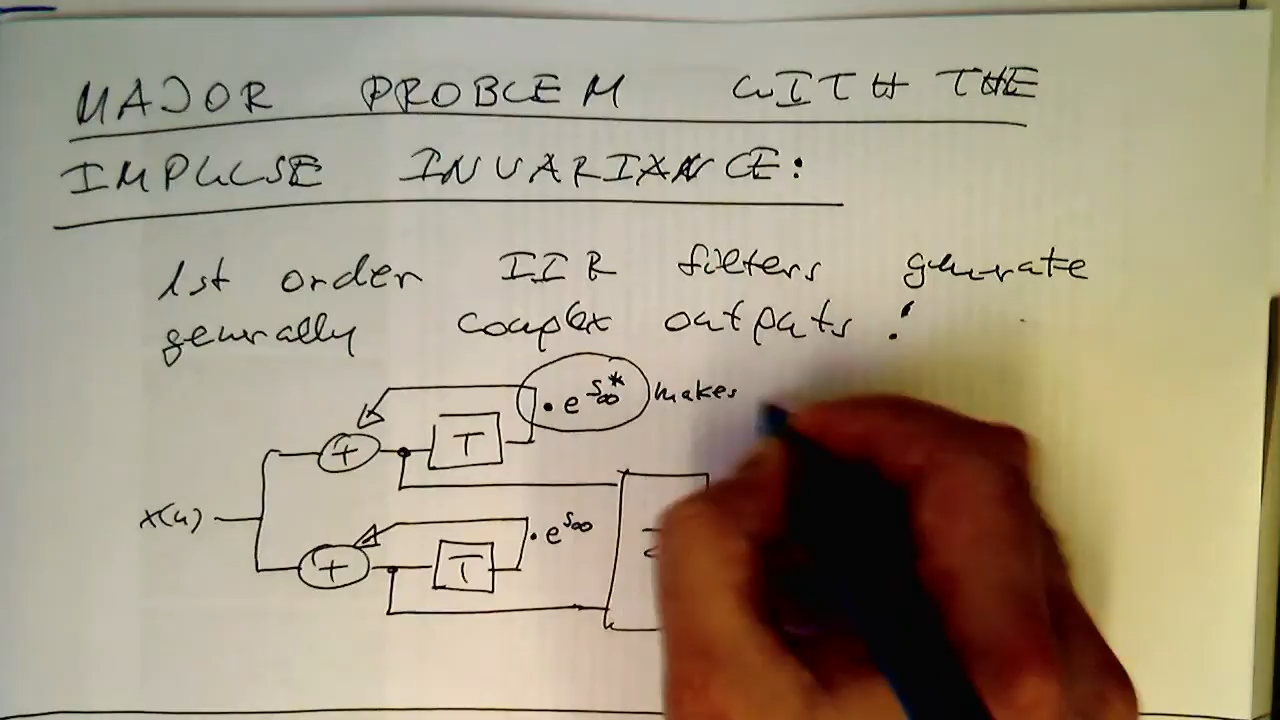 MAJOR PROBLEM WITH THE
IMPULSE INVARIANCE:
1st order IIR filters generate
generally complex outputs !
· e^{s∞*} makes
+ T
x(n)
· e^{s∞}
+ T